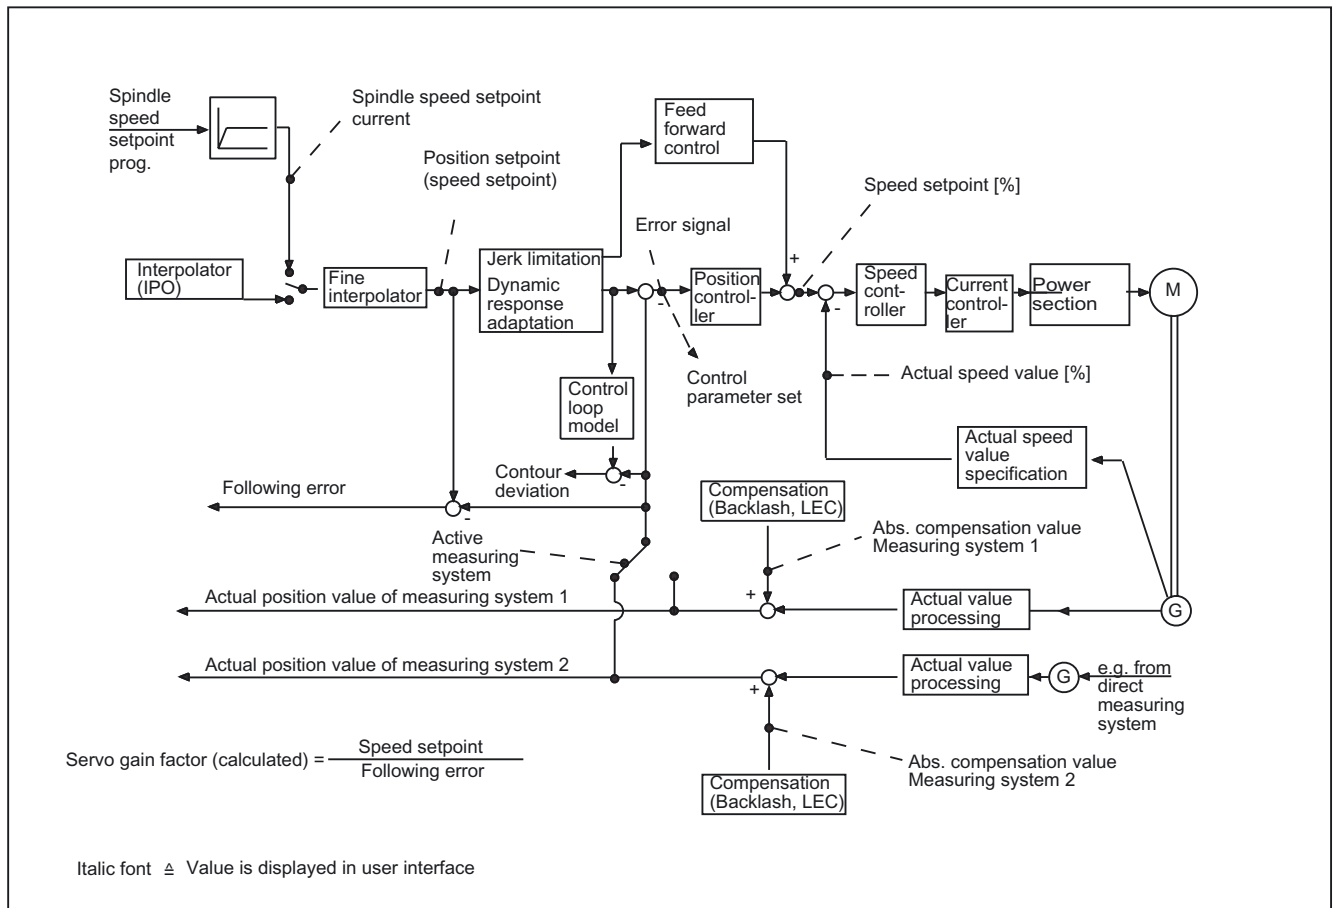 Spindle
speed
setpoint
prog.
Spindle speed setpoint
current
Position setpoint
(speed setpoint)
Feed
forward
control
Speed setpoint [%]
Error signal
Interpolator
(IPO)
Fine
interpolator
Jerk limitation
Dynamic
response
adaptation
-
Position
control-
ler
+
-
Speed
cont-
roller
Current
control-
ler
Power
section
M
Control
parameter set
Actual speed value [%]
Control
loop
model
Actual speed
value
specification
Contour
deviation
-
Following error
-
Compensation
(Backlash, LEC)
Active
measuring
system
Abs. compensation value
Measuring system 1
Actual position value of measuring system 1
+
Actual value
processing
G
Actual position value of measuring system 2
+
Actual value
processing
G
e.g. from
direct
measuring
system
Servo gain factor (calculated) =
Speed setpoint
Following error
Abs. compensation value
Measuring system 2
Compensation
(Backlash, LEC)
Italic font ≙ Value is displayed in user interface